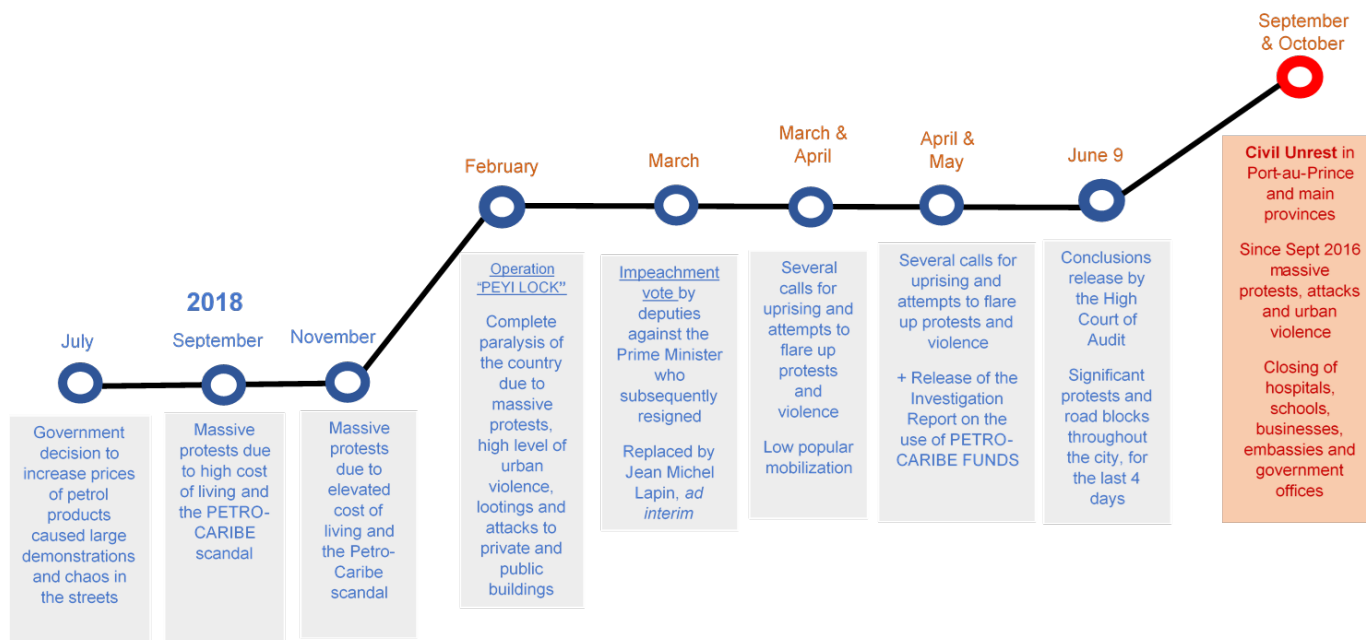 2018
July
Government
decision to
increase prices
of petrol
products
caused large
demonstrations
and chaos in
the streets
September
Massive
protests due to
high cost
of living and
the PETRO-
CARIBE
scandal
November
Massive
protests
due to
elevated
cost of
living and
the Petro-
Caribe
scandal
February
Operation
“PEYI LOCK”
Complete
paralysis of
the country
due to
massive
protests,
high level of
urban
violence,
lootings and
attacks to
private and
public
buildings
March
Impeachment
vote by
deputies
against the
Prime Minister
who
subsequently
resigned
Replaced by
Jean Michel
Lapin, ad
interim
March &
April
Several
calls for
uprising and
attempts to
flare up
protests
and
violence
Low popular
mobilization
April &
May
Several calls for
uprising and
attempts to flare
up protests and
violence
+ Release of the
Investigation
Report on the
use of PETRO-
CARIBE FUNDS
June 9
Conclusions
release by
the High
Court of
Audit
Significant
protests and
road blocks
throughout
the city, for
the last 4
days
September
& October
Civil Unrest in
Port-au-Prince
and main
provinces
Since Sept 2016
massive
protests, attacks
and urban
violence
Closing of
hospitals,
schools,
businesses,
embassies and
government
offices